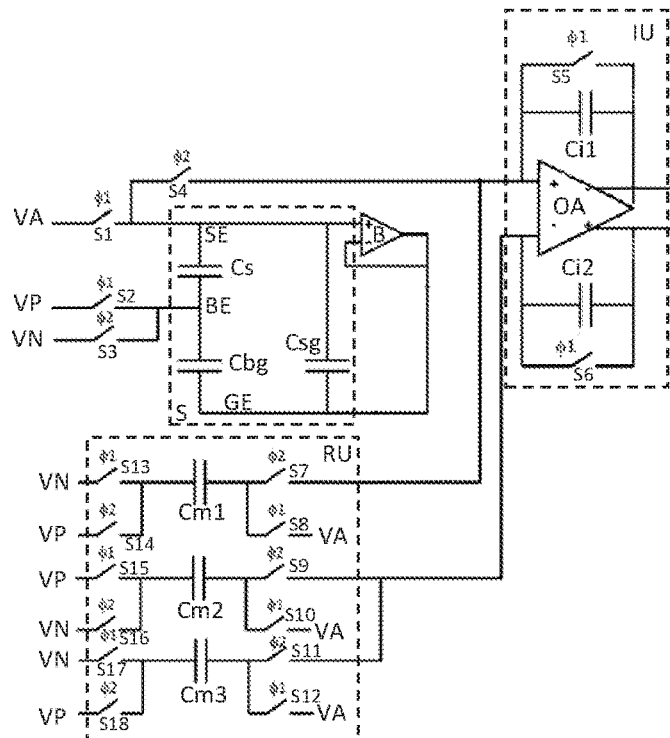 IU
ϕ1
S5
Ci1
ϕ2
S4
+
-
OA
-
+
VA
ϕ1
S1
SE
+
-
B
Cs
VP
ϕ1
S2
BE
VN
ϕ2
S3
Ci2
Cbg
Csg
ϕ1
S6
S
GE
RU
VN
ϕ1
S13
Cm1
ϕ2
S7
VP
ϕ2
S14
ϕ1
S8
VA
VP
ϕ1
S15
Cm2
ϕ2
S9
VN
ϕ2
S16
ϕ1
S10
VA
VN
ϕ1
S17
Cm3
ϕ2
S11
VP
ϕ2
S18
ϕ1
S12
VA